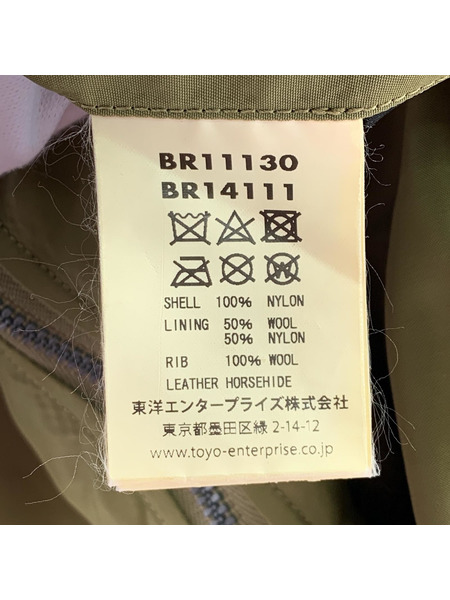 BR11130
BR14111
SHELL 100% NYLON
LINING 50% WOOL
50% NYLON
RIB 100% WOOL
LEATHER HORSEHIDE
東洋エンタープライズ株式会社
東京都墨田区緑 2-14-12
www.toyo-enterprise.co.jp